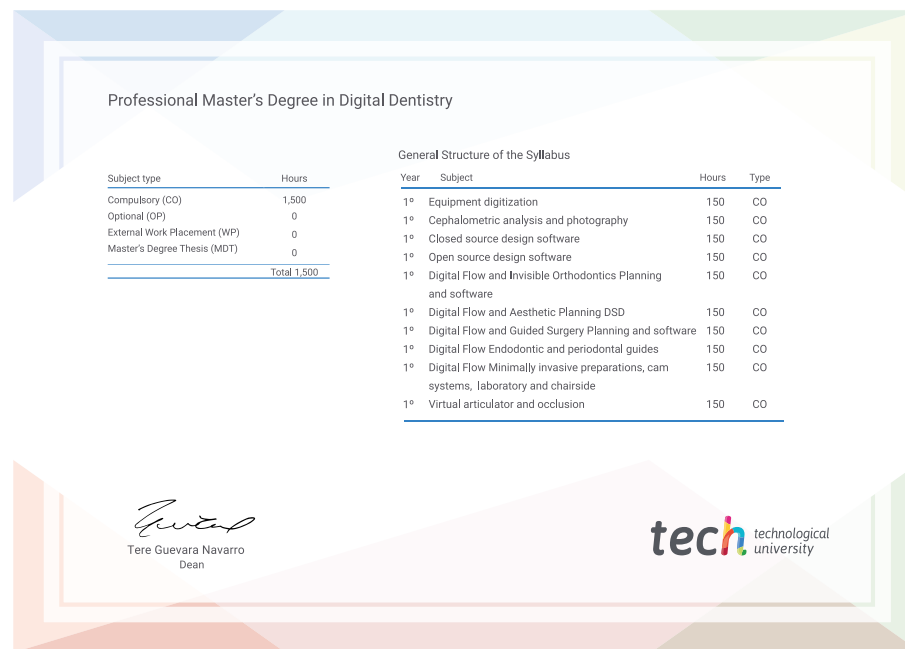 Professional Master's Degree in Digital Dentistry
General Structure of the Syllabus
Subject type Hours
Compulsory (CO) 1,500
Optional (OP) 0
External Work Placement (WP) 0
Master's Degree Thesis (MDT) 0
Total 1,500
Year Subject Hours Type
1º Equipment digitization 150 CO
1º Cephalometric analysis and photography 150 CO
1º Closed source design software 150 CO
1º Open source design software 150 CO
1º Digital Flow and Invisible Orthodontics Planning 150 CO
and software
1º Digital Flow and Aesthetic Planning DSD 150 CO
1º Digital Flow and Guided Surgery Planning and software 150 CO
1º Digital Flow Endodontic and periodontal guides 150 CO
1º Digital Flow Minimally invasive preparations, cam 150 CO
systems, laboratory and chairside
1º Virtual articulator and occlusion 150 CO
Tere Guevara Navarro
Dean
tech technological
university